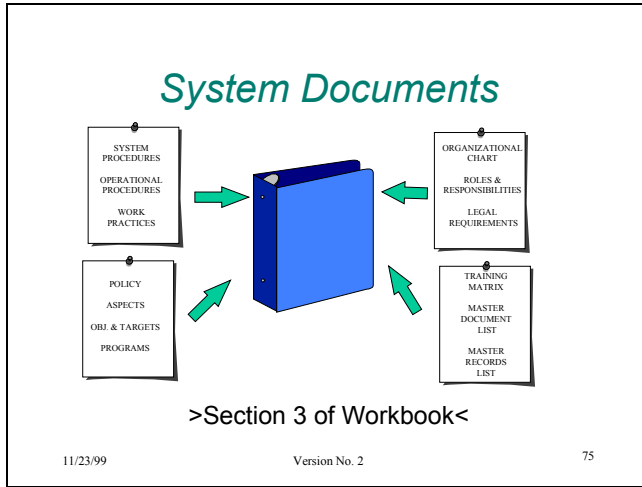 System Documents
SYSTEM
PROCEDURES
OPERATIONAL
PROCEDURES
WORK
PRACTICES
ORGANIZATIONAL
CHART
ROLES &
RESPONSIBILITIES
LEGAL
REQUIREMENTS
POLICY
ASPECTS
OBJ. & TARGETS
PROGRAMS
TRAINING
MATRIX
MASTER
DOCUMENT
LIST
MASTER
RECORDS
LIST
>Section 3 of Workbook<
11/23/99
Version No. 2
75